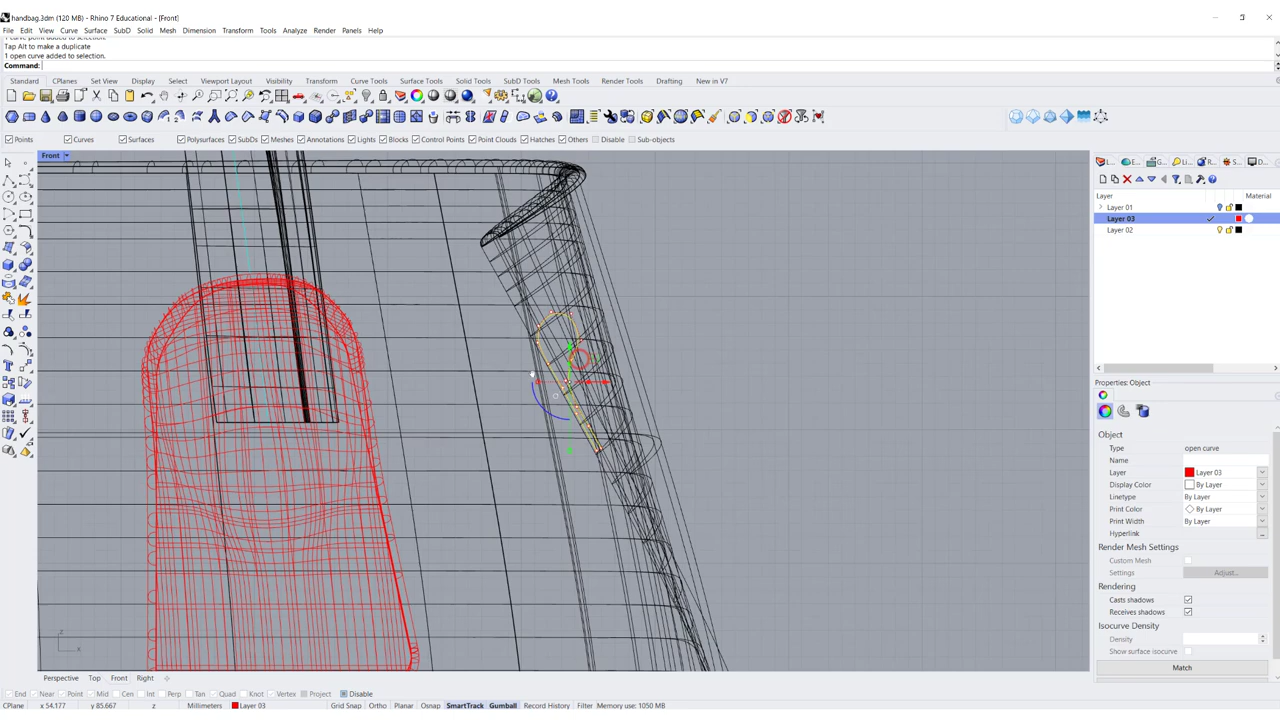 handbag.3dm (120 MB) - Rhino 7 Educational - [Front]
File Edit View Curve Surface SubD Solid Mesh Dimension Transform Tools Analyze Render Panels Help
Tap Alt to make a duplicate
1 open curve added to selection.
Command:
Standard CPlanes Set View Display Select Viewport Layout Visibility Transform Curve Tools Surface Tools Solid Tools SubD Tools Mesh Tools Render Tools Drafting New in V7
Points Curves Surfaces Polysurfaces SubDs Meshes Annotations Lights Blocks Control Points Point Clouds Hatches Others Disable Sub-objects
Front
Layer Material
Layer 01
Layer 03
Layer 02
Properties: Object
Object
Type open curve
Name
Layer Layer 03
Display Color By Layer
Linetype By Layer
Print Color By Layer
Print Width By Layer
Hyperlink
Render Mesh Settings
Custom Mesh
Settings Adjust...
Rendering
Casts shadows
Receives shadows
Isocurve Density
Density
Show surface isocurve
Match
z
x
Perspective Top Front Right
End Near Point Mid Cen Int Perp Tan Quad Knot Vertex Project Disable
CPlane x 54.177 y 85.667 z Millimeters Layer 03 Grid Snap Ortho Planar Osnap SmartTrack Gumball Record History Filter Memory use: 1050 MB